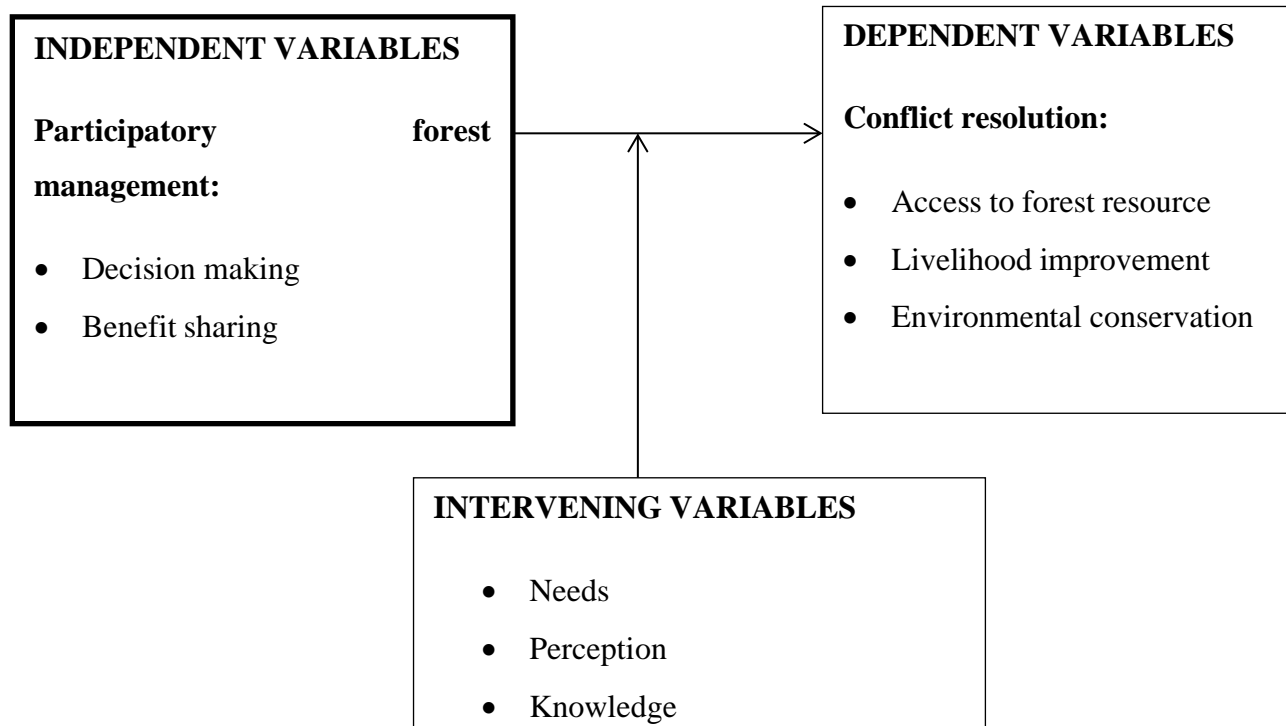 INDEPENDENT VARIABLES
Participatory forest
management:
• Decision making
• Benefit sharing
DEPENDENT VARIABLES
Conflict resolution:
• Access to forest resource
• Livelihood improvement
• Environmental conservation
INTERVENING VARIABLES
• Needs
• Perception
• Knowledge